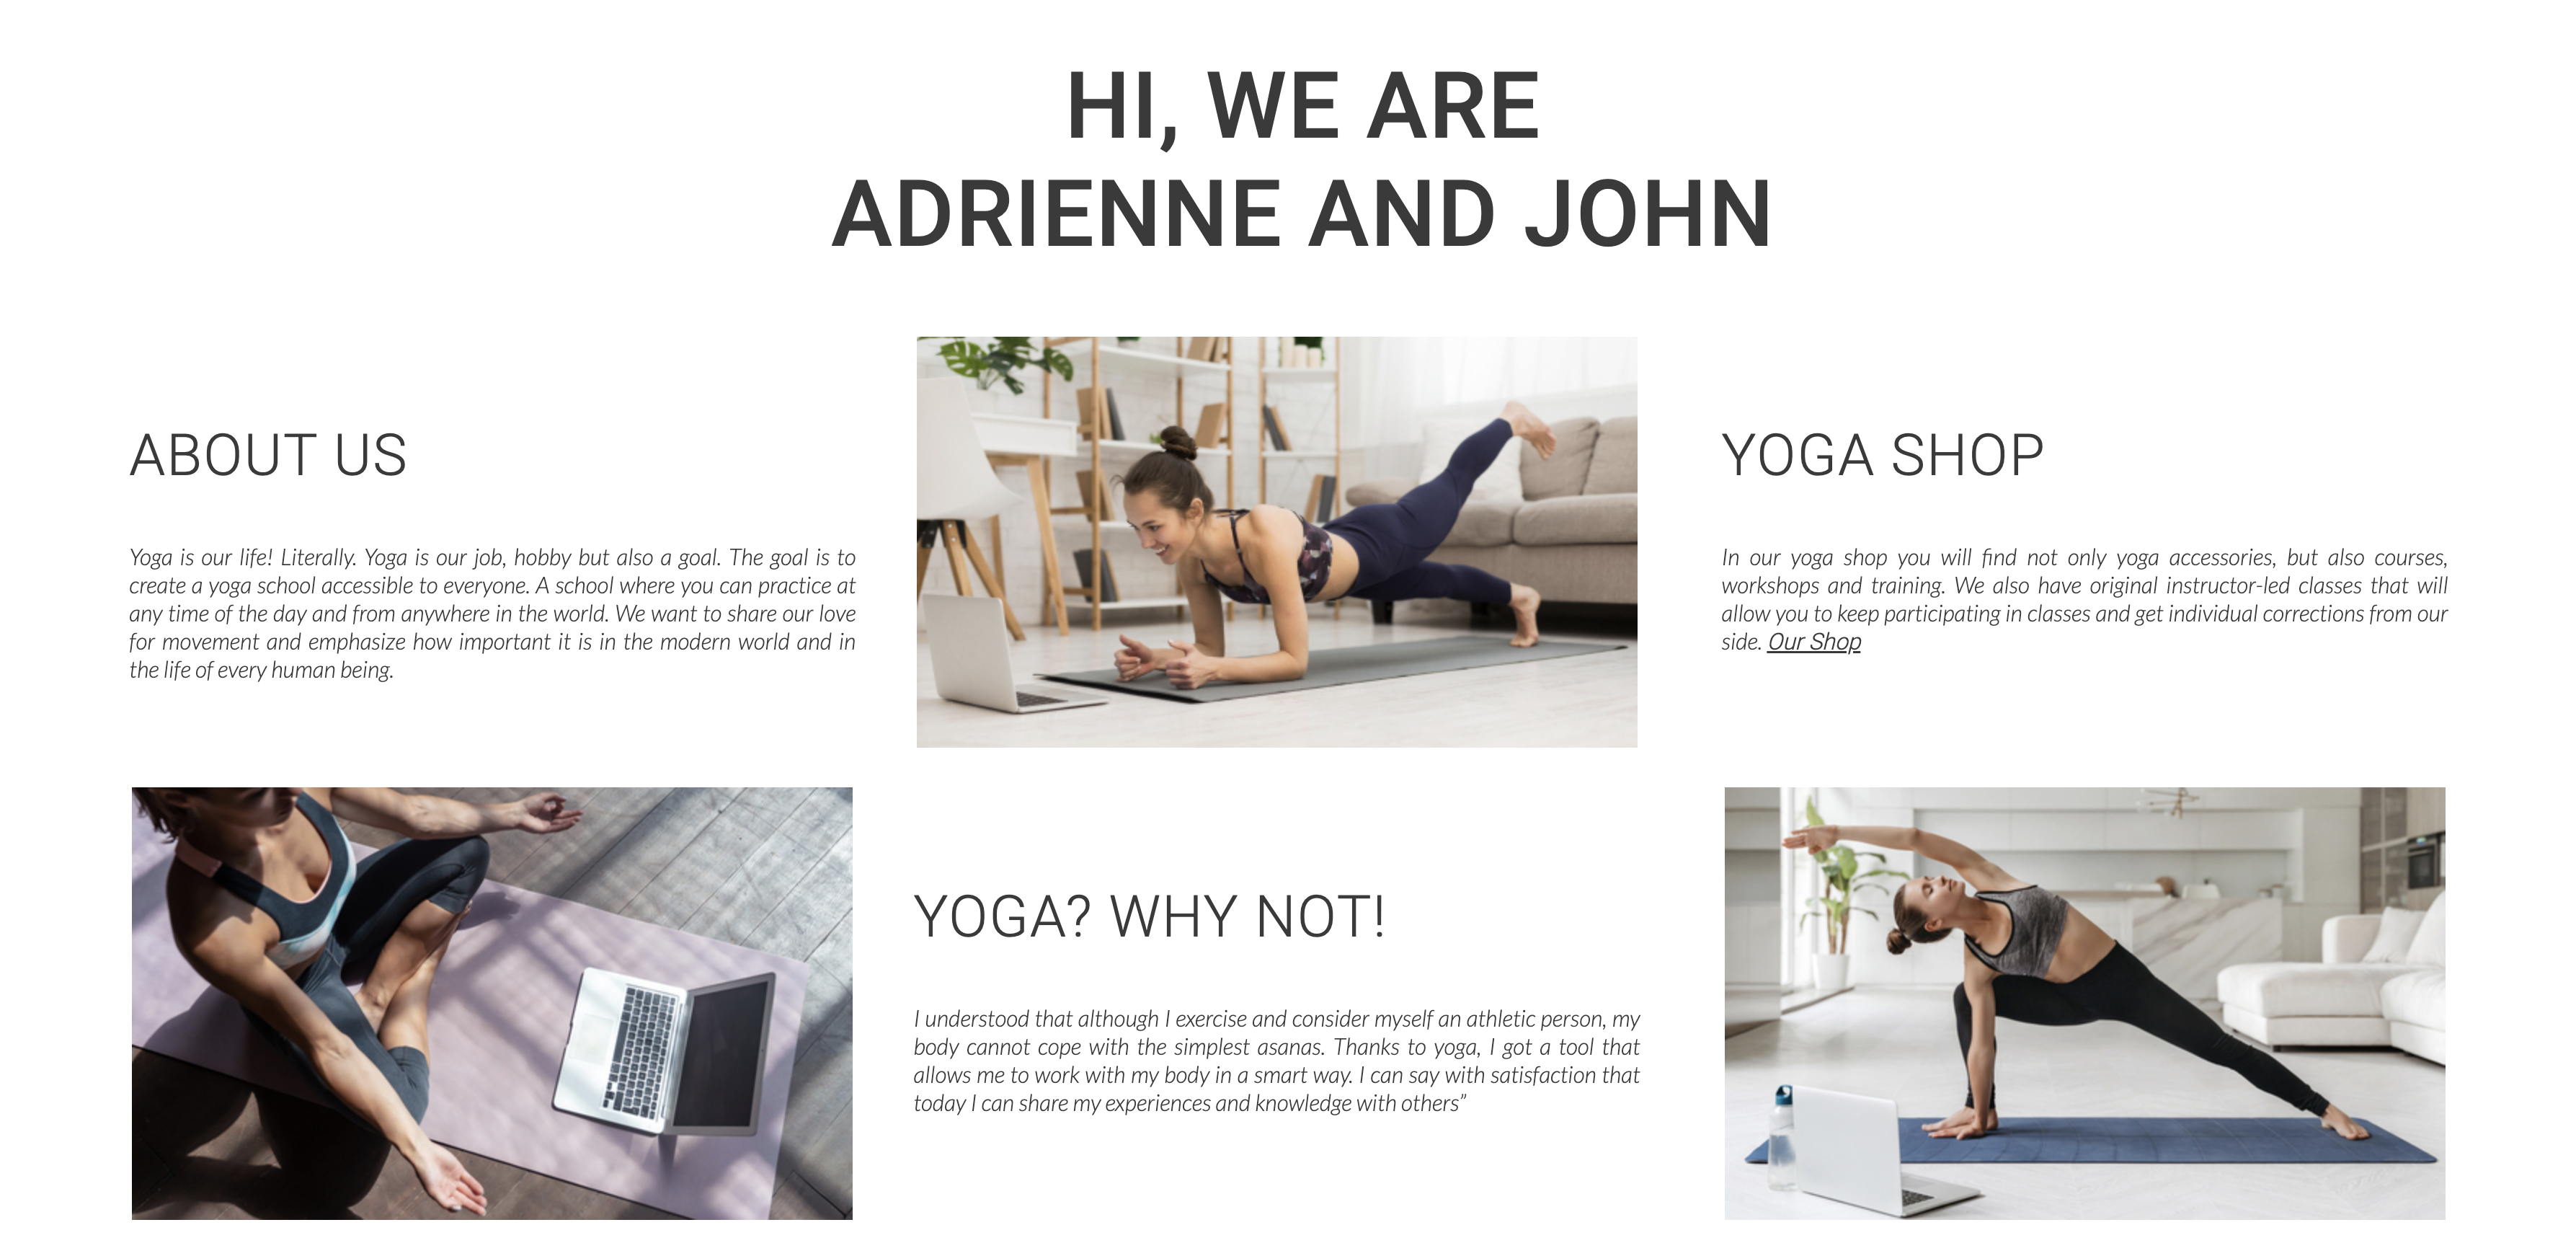 HI, WE ARE
ADRIENNE AND JOHN
ABOUT US
Yoga is our life! Literally. Yoga is our job, hobby but also a goal. The goal is to
create a yoga school accessible to everyone. A school where you can practice at
any time of the day and from anywhere in the world. We want to share our love
for movement and emphasize how important it is in the modern world and in
the life of every human being.
YOGA SHOP
In our yoga shop you will find not only yoga accessories, but also courses,
workshops and training. We also have original instructor-led classes that will
allow you to keep participating in classes and get individual corrections from our
side. Our Shop
YOGA? WHY NOT!
I understood that although I exercise and consider myself an athletic person, my
body cannot cope with the simplest asanas. Thanks to yoga, I got a tool that
allows me to work with my body in a smart way. I can say with satisfaction that
today I can share my experiences and knowledge with others”